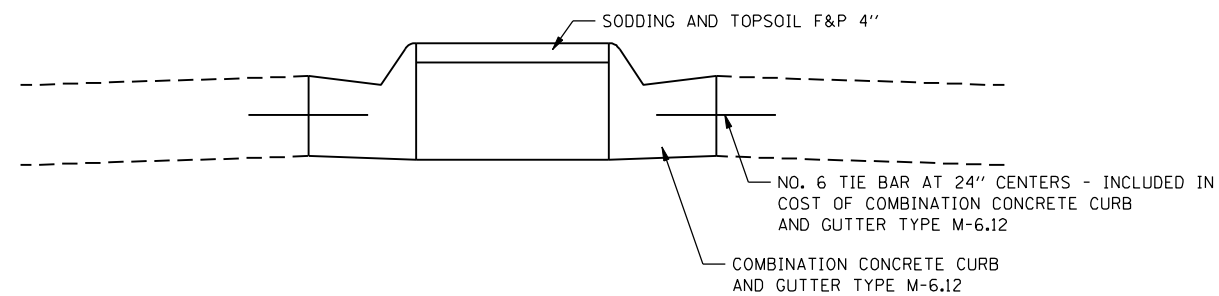 SODDING AND TOPSOIL F&P 4''
NO. 6 TIE BAR AT 24'' CENTERS - INCLUDED IN
COST OF COMBINATION CONCRETE CURB
AND GUTTER TYPE M-6.12
COMBINATION CONCRETE CURB
AND GUTTER TYPE M-6.12